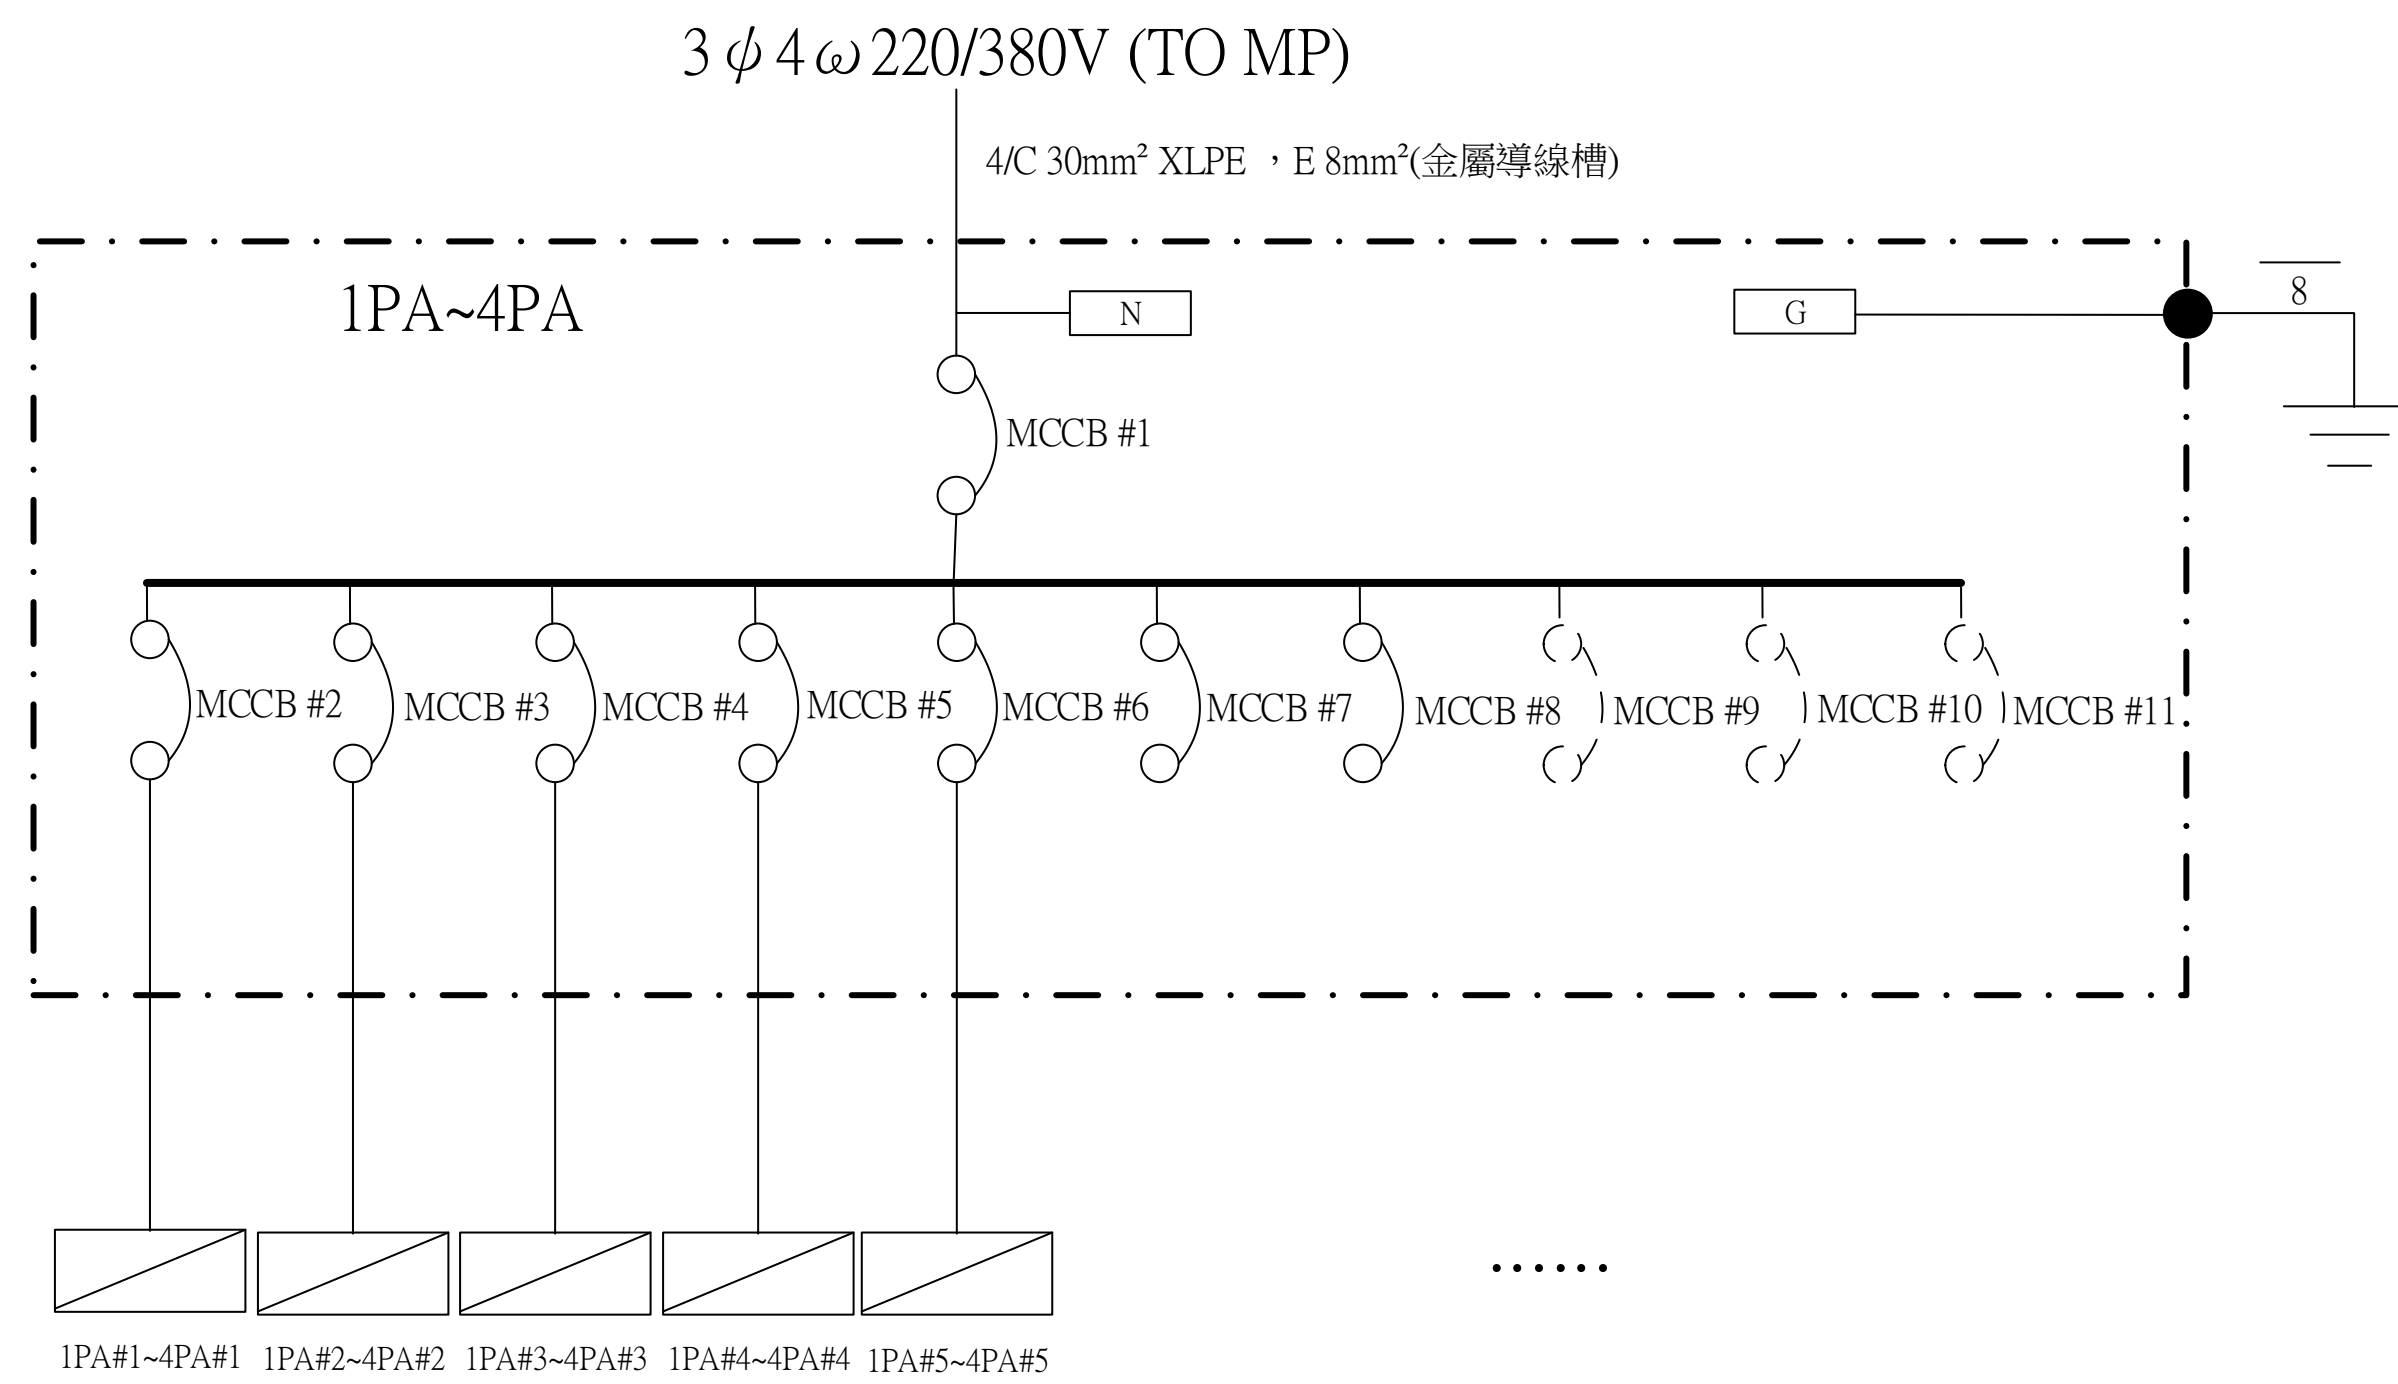 3ψ4ω220/380V (TO MP)
4/C 30mm² XLPE ，E 8mm²(金屬導線槽)
1PA~4PA
N
G
8
MCCB #1
MCCB #2
MCCB #3
MCCB #4
MCCB #5
MCCB #6
MCCB #7
MCCB #8
MCCB #9
MCCB #10
MCCB #11
......
1PA#1~4PA#1
1PA#2~4PA#2
1PA#3~4PA#3
1PA#4~4PA#4
1PA#5~4PA#5